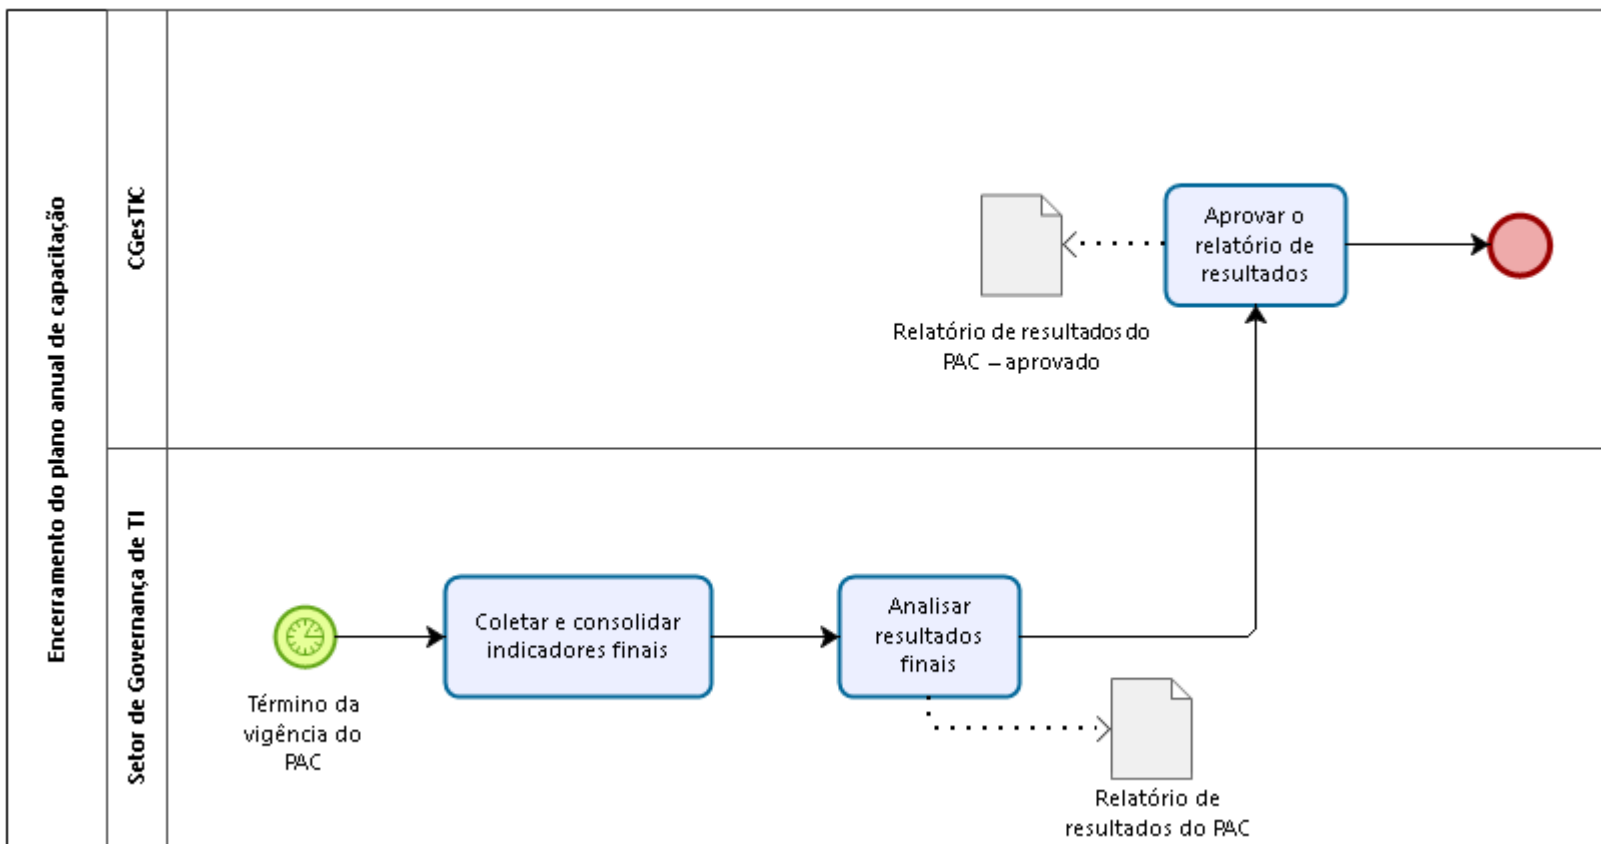 Encerramento do plano anual de capacitação
CGesTIC
Aprovar o
relatório de
resultados
Relatório de resultados do
PAC – aprovado
Setor de Governança de TI
Término da
vigência do
PAC
Coletar e consolidar
indicadores finais
Analisar
resultados
finais
Relatório de
resultados do PAC